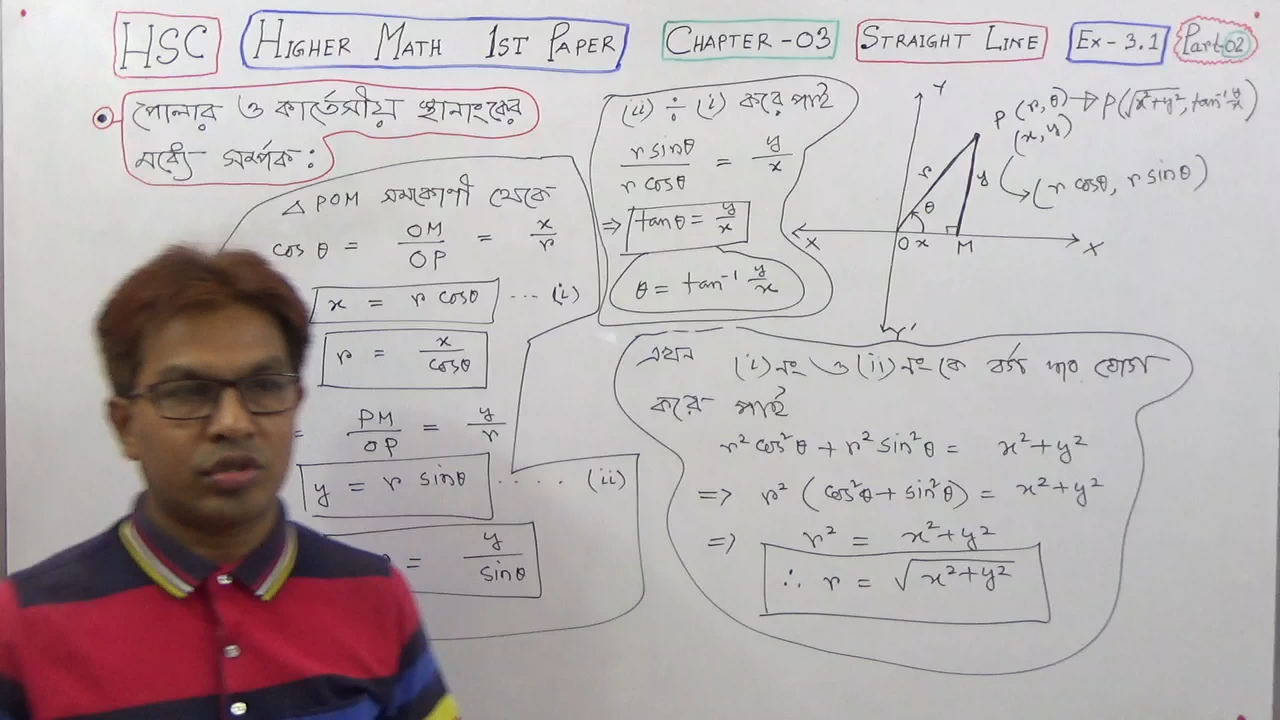 HSC HIGHER MATH 1ST PAPER CHAPTER-03 STRAIGHT LINE Ex-3.1 Part-02
পোলার ও কার্তেসীয় স্থানাংকের
মধ্যে সম্পর্ক:
Δ POM সমকোণী থেকে
cos θ = OM/OP = x/r
x = r cosθ ... (i)
r = x/cosθ
= PM/OP = y/r
y = r sinθ ..... (ii)
= y/sinθ
(ii) ÷ (i) করে পাই
r sinθ / r cosθ = y/x
⇒ tanθ = y/x
θ = tan⁻¹ y/x
Y
P (r, θ) → P(√x²+y², tan⁻¹ y/x)
(x, y)
(r cosθ, r sinθ)
r
y
θ
X O x M X
Y'
এখন (i) নং ও (ii) নং কে বর্গ করে যোগ
করে পাই
r² cos²θ + r² sin²θ = x²+y²
⇒ r² (cos²θ + sin²θ) = x²+y²
⇒ r² = x²+y²
∴ r = √x²+y²